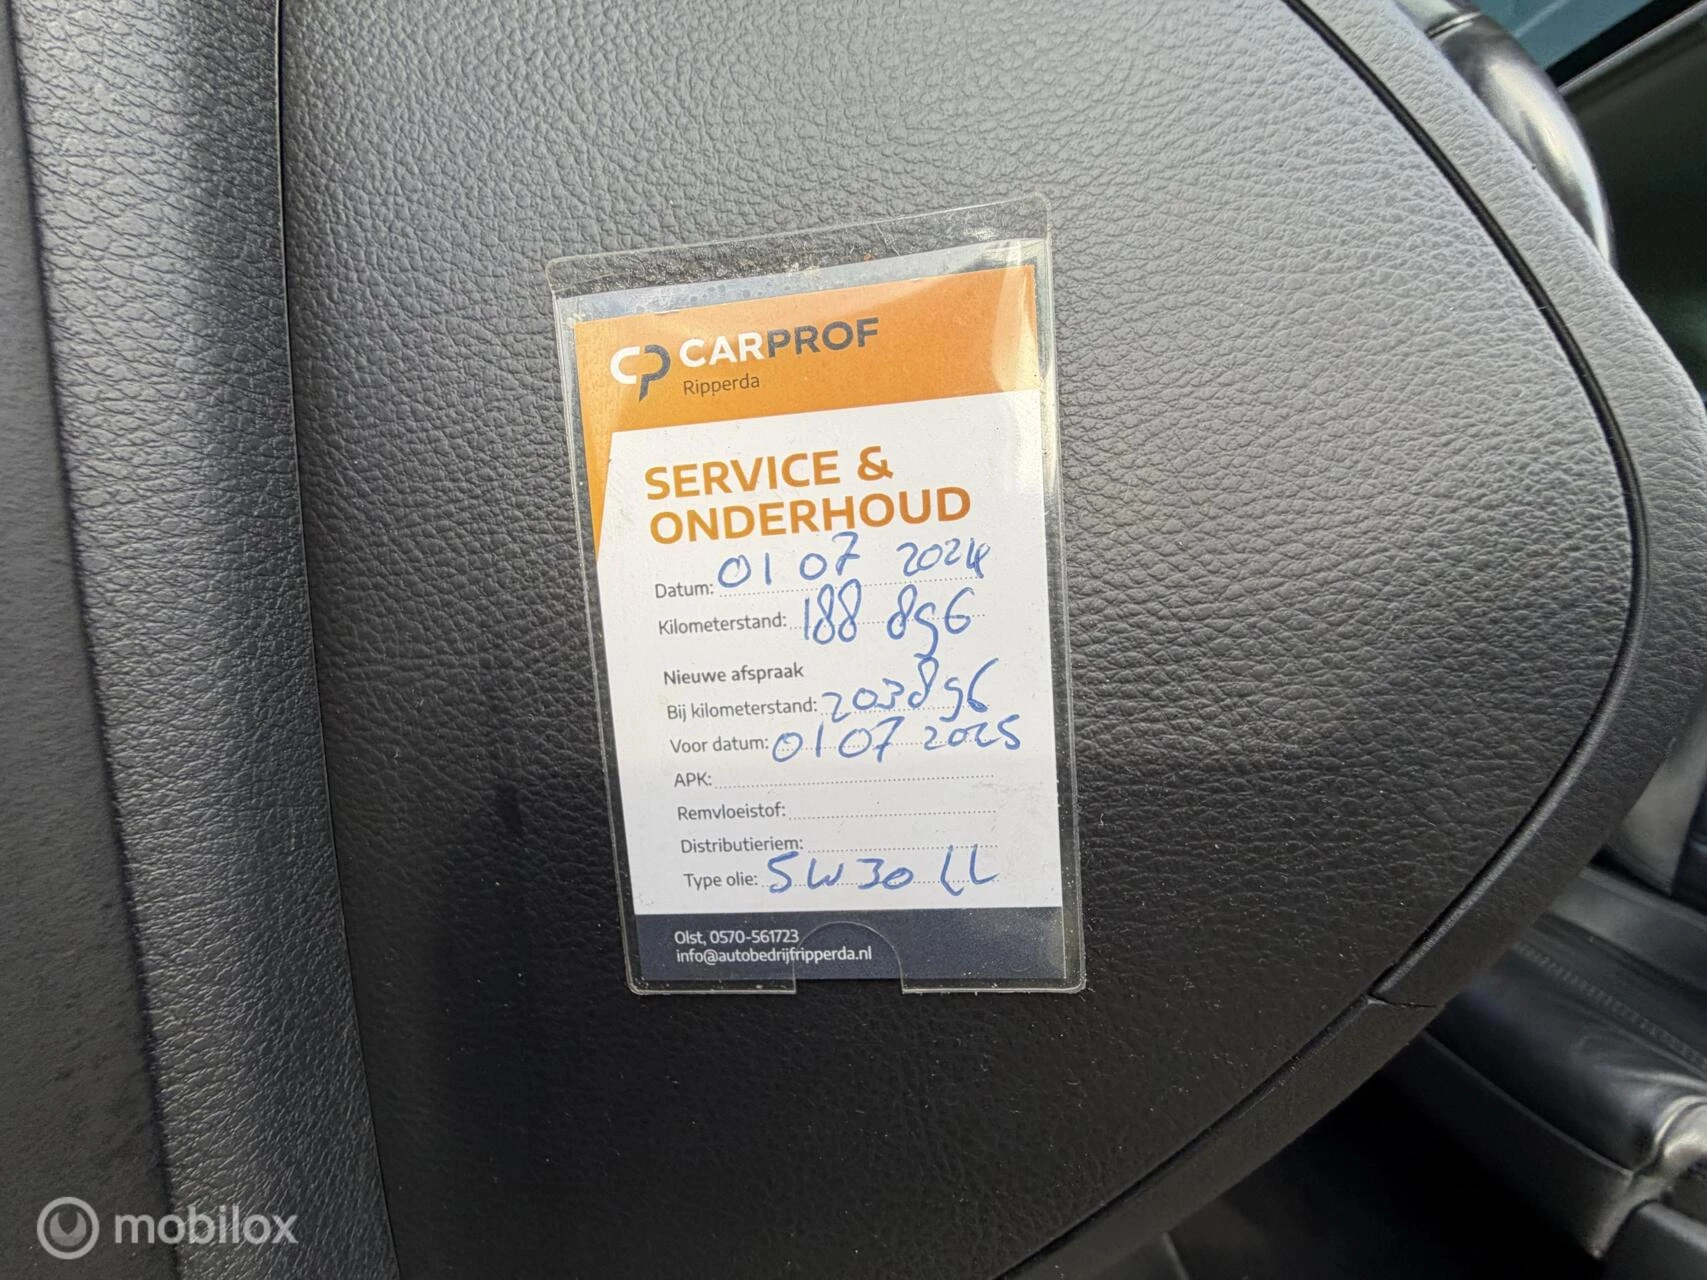 CP CARPROF
Ripperda
SERVICE &
ONDERHOUD
Datum: 01 07 2024
Kilometerstand: 188 896
Nieuwe afspraak
Bij kilometerstand: 203896
Voor datum: 01 07 2025
APK:
Remvloeistof:
Distributieriem:
Type olie: 5W30 LL
Olst, 0570-561723
info@autobedrijfripperda.nl
mobilox